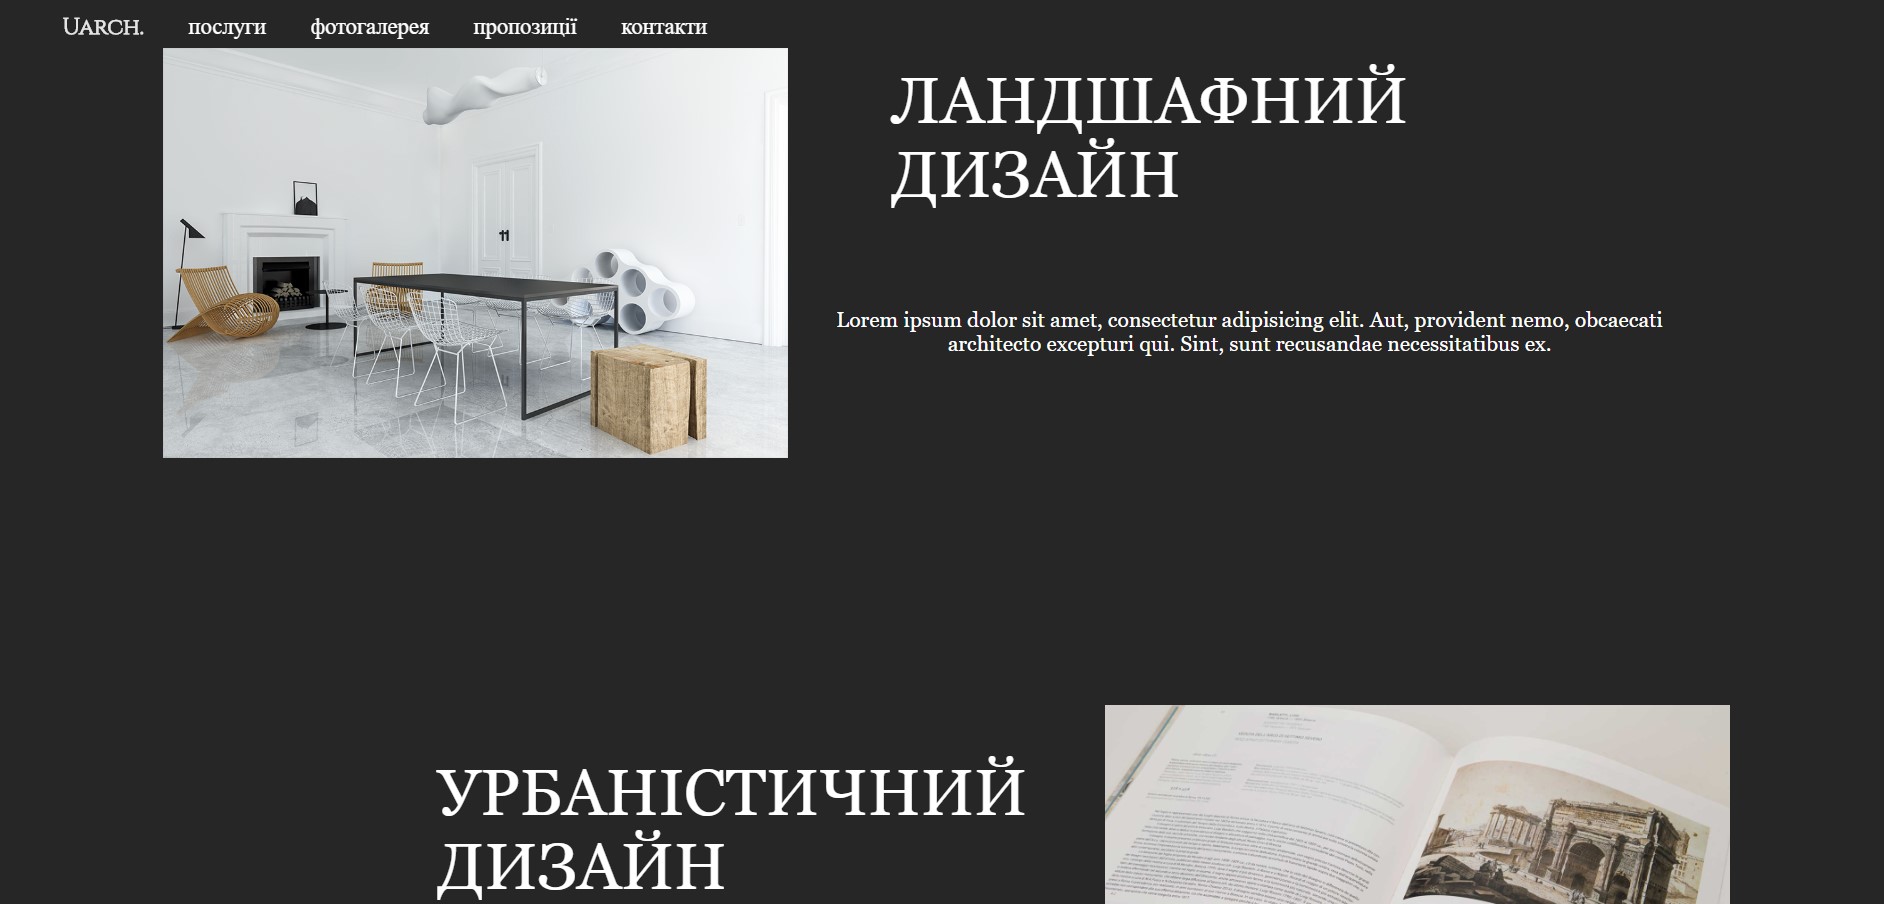 UARCH. послуги фотогалерея пропозиції контакти
ЛАНДШАФНИЙ
ДИЗАЙН
Lorem ipsum dolor sit amet, consectetur adipisicing elit. Aut, provident nemo, obcaecati
architecto excepturi qui. Sint, sunt recusandae necessitatibus ex.
УРБАНІСТИЧНИЙ
ДИЗАЙН